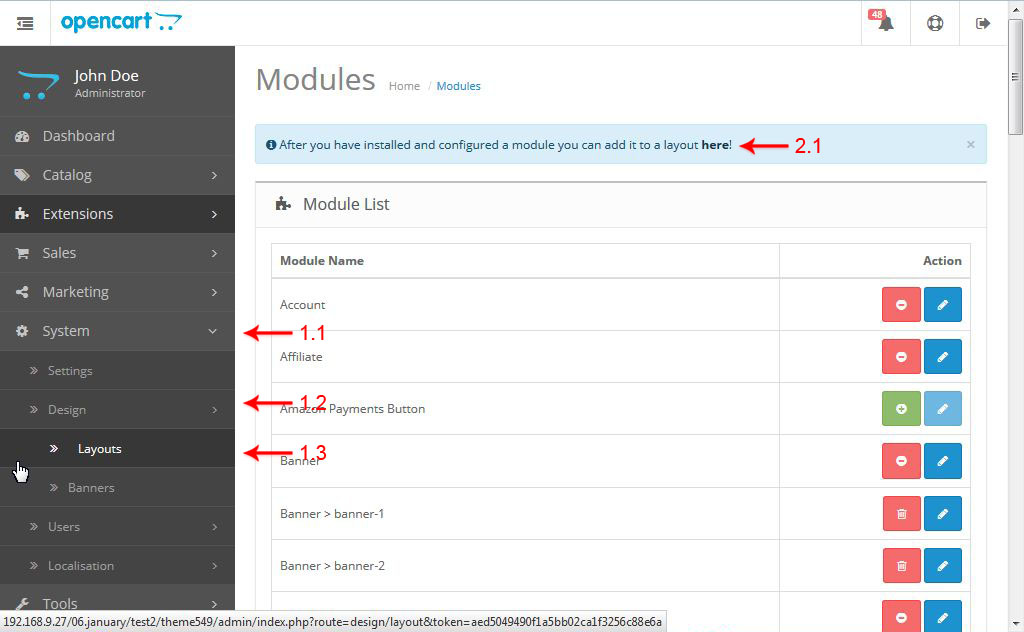 opencart
48
John Doe
Administrator
Dashboard
Catalog
Extensions
Sales
Marketing
System
Settings
Design
Layouts
Banners
Users
Localisation
Tools
Modules
Home / Modules
After you have installed and configured a module you can add it to a layout here! 2.1
×
Module List
Module Name Action
Account
1.1
Affiliate
1.2
Amazon Payments Button
1.3
Banner
Banner > banner-1
Banner > banner-2
192.168.9.27/06.january/test2/theme549/admin/index.php?route=design/layout&token=aed5049490f1a5bb02ca1f3256c88e6a